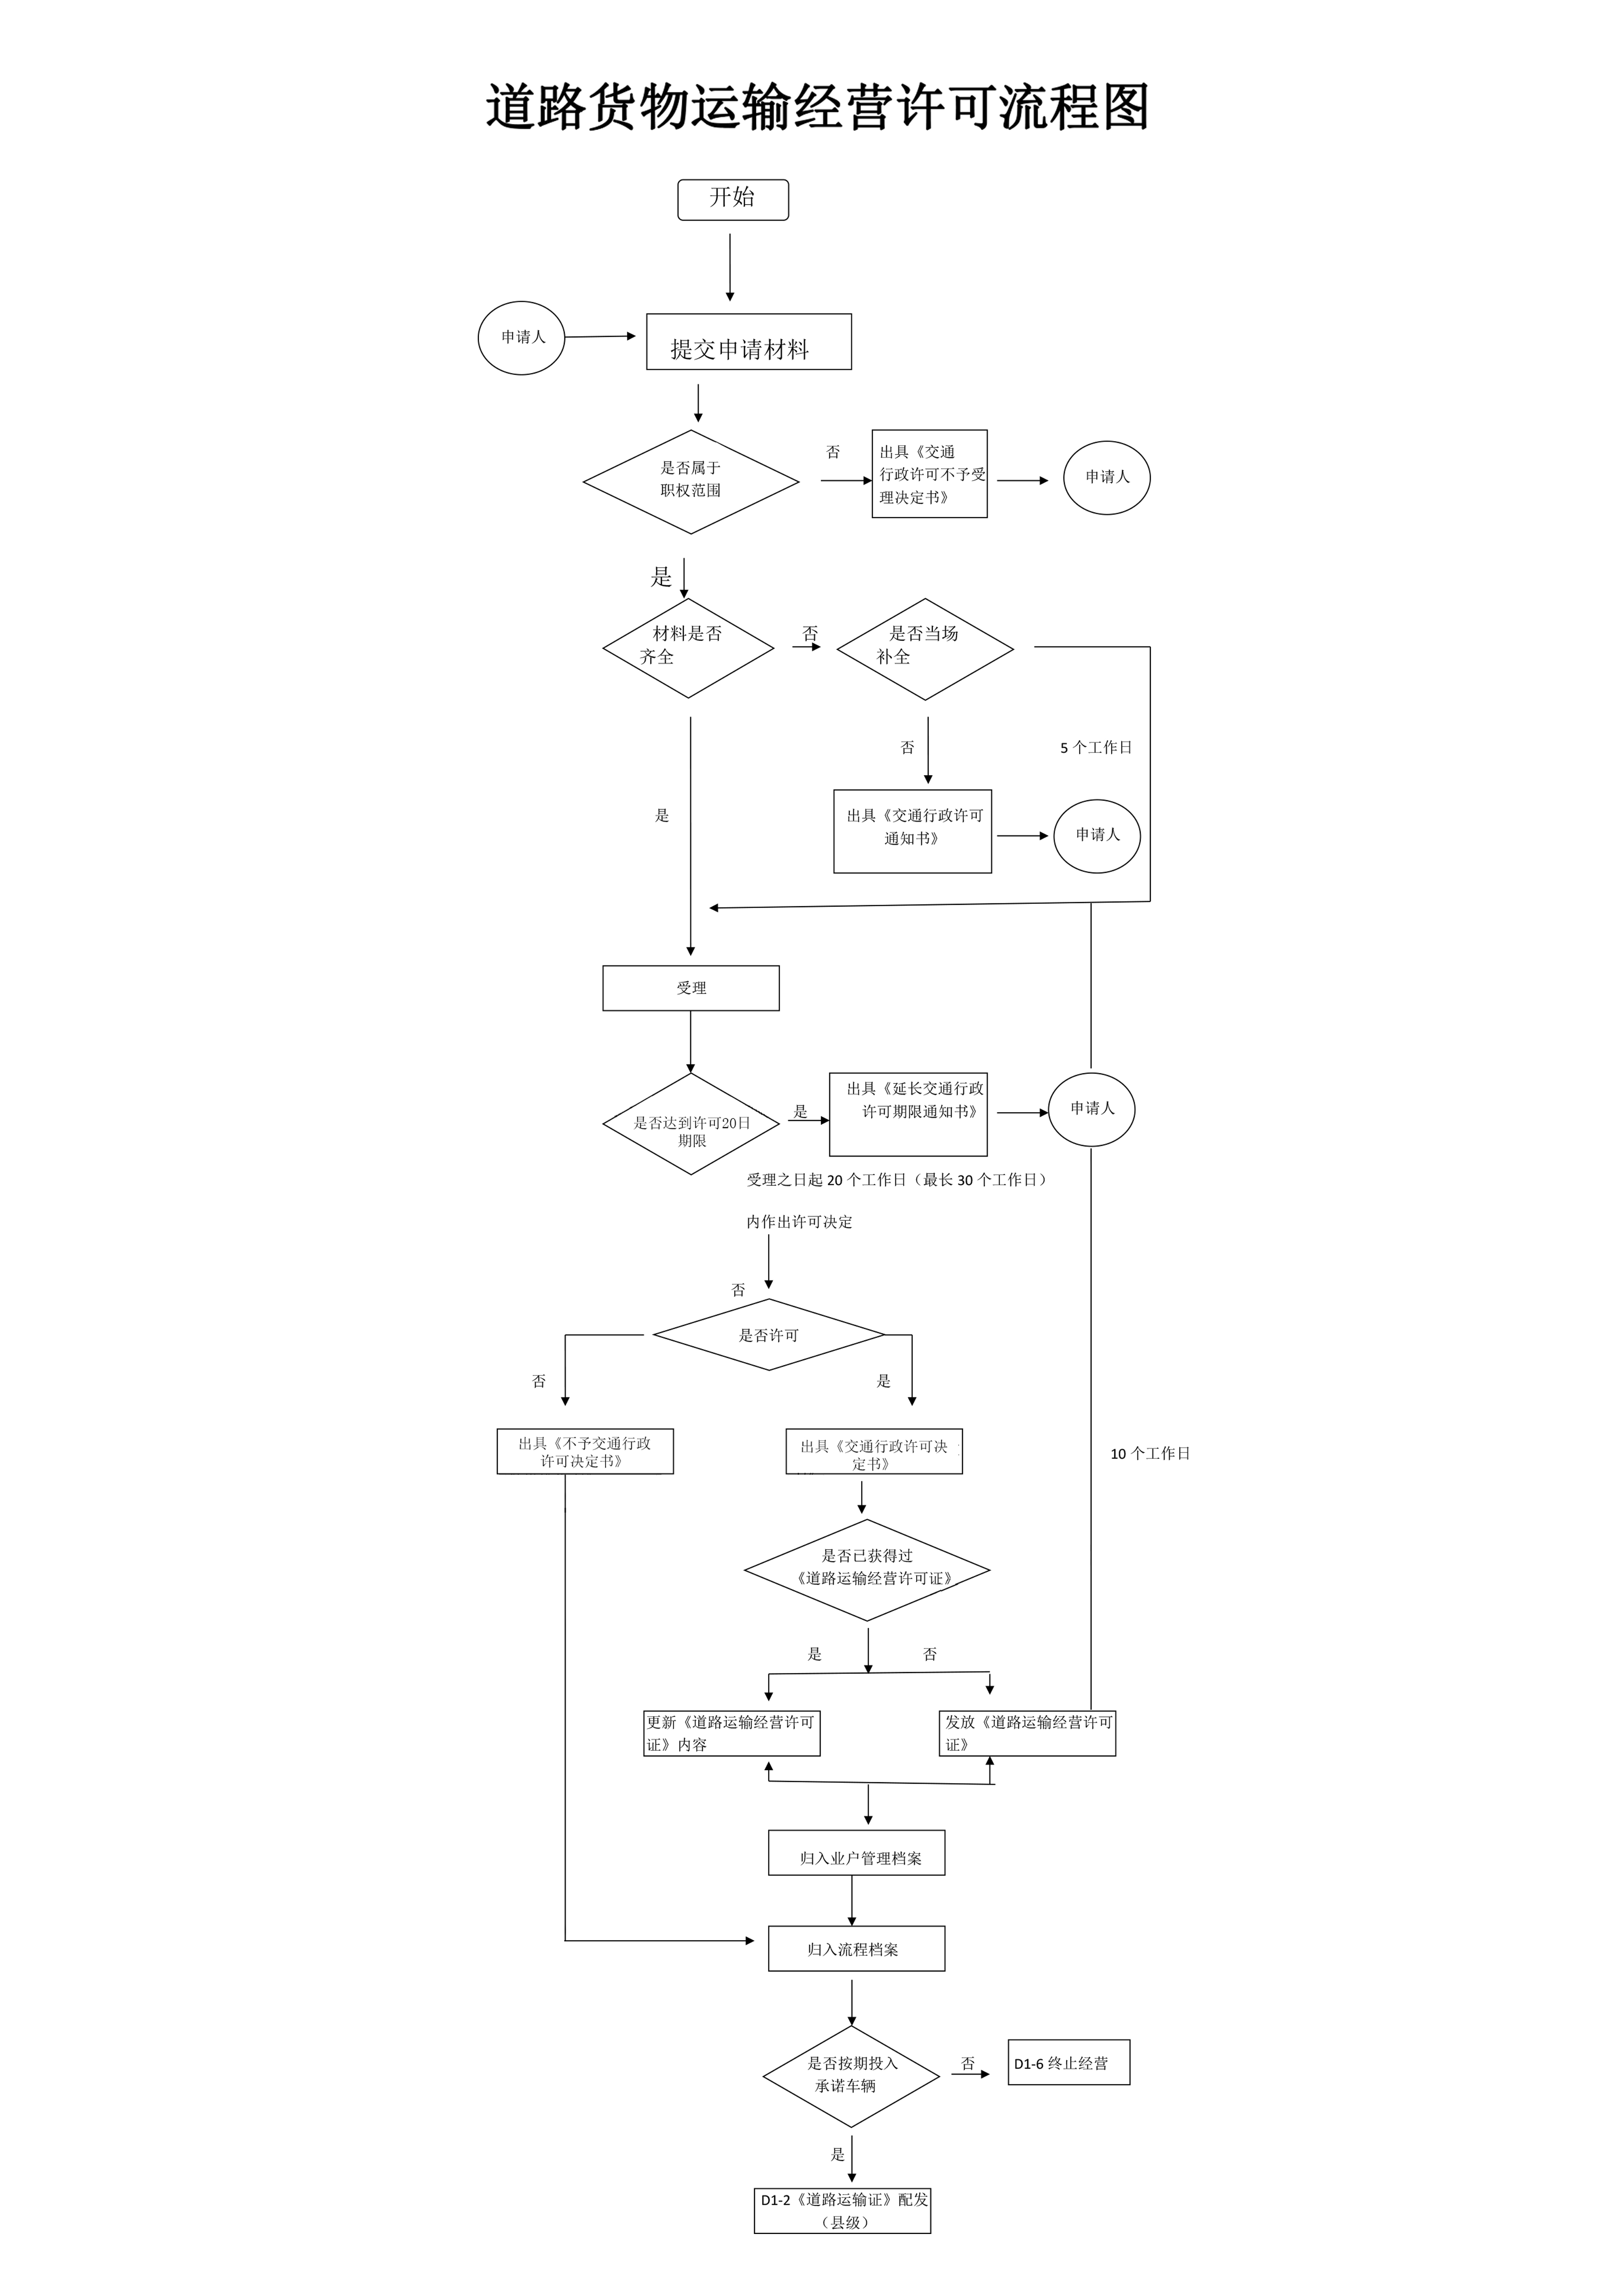 道路货物运输经营许可流程图
开始
申请人
提交申请材料
是否属于
职权范围
否
出具《交通
行政许可不予受
理决定书》
申请人
是
材料是否
齐全
否
是否当场
补全
否
5 个工作日
是
出具《交通行政许可
通知书》
申请人
受理
是否达到许可20日
期限
是
出具《延长交通行政
许可期限通知书》
申请人
受理之日起 20 个工作日（最长 30 个工作日）
内作出许可决定
否
是否许可
否
是
出具《不予交通行政
许可决定书》
出具《交通行政许可决
定书》
10 个工作日
是否已获得过
《道路运输经营许可证》
是
否
更新《道路运输经营许可
证》内容
发放《道路运输经营许可
证》
归入业户管理档案
归入流程档案
是否按期投入
承诺车辆
否
D1-6 终止经营
是
D1-2《道路运输证》配发
（县级）